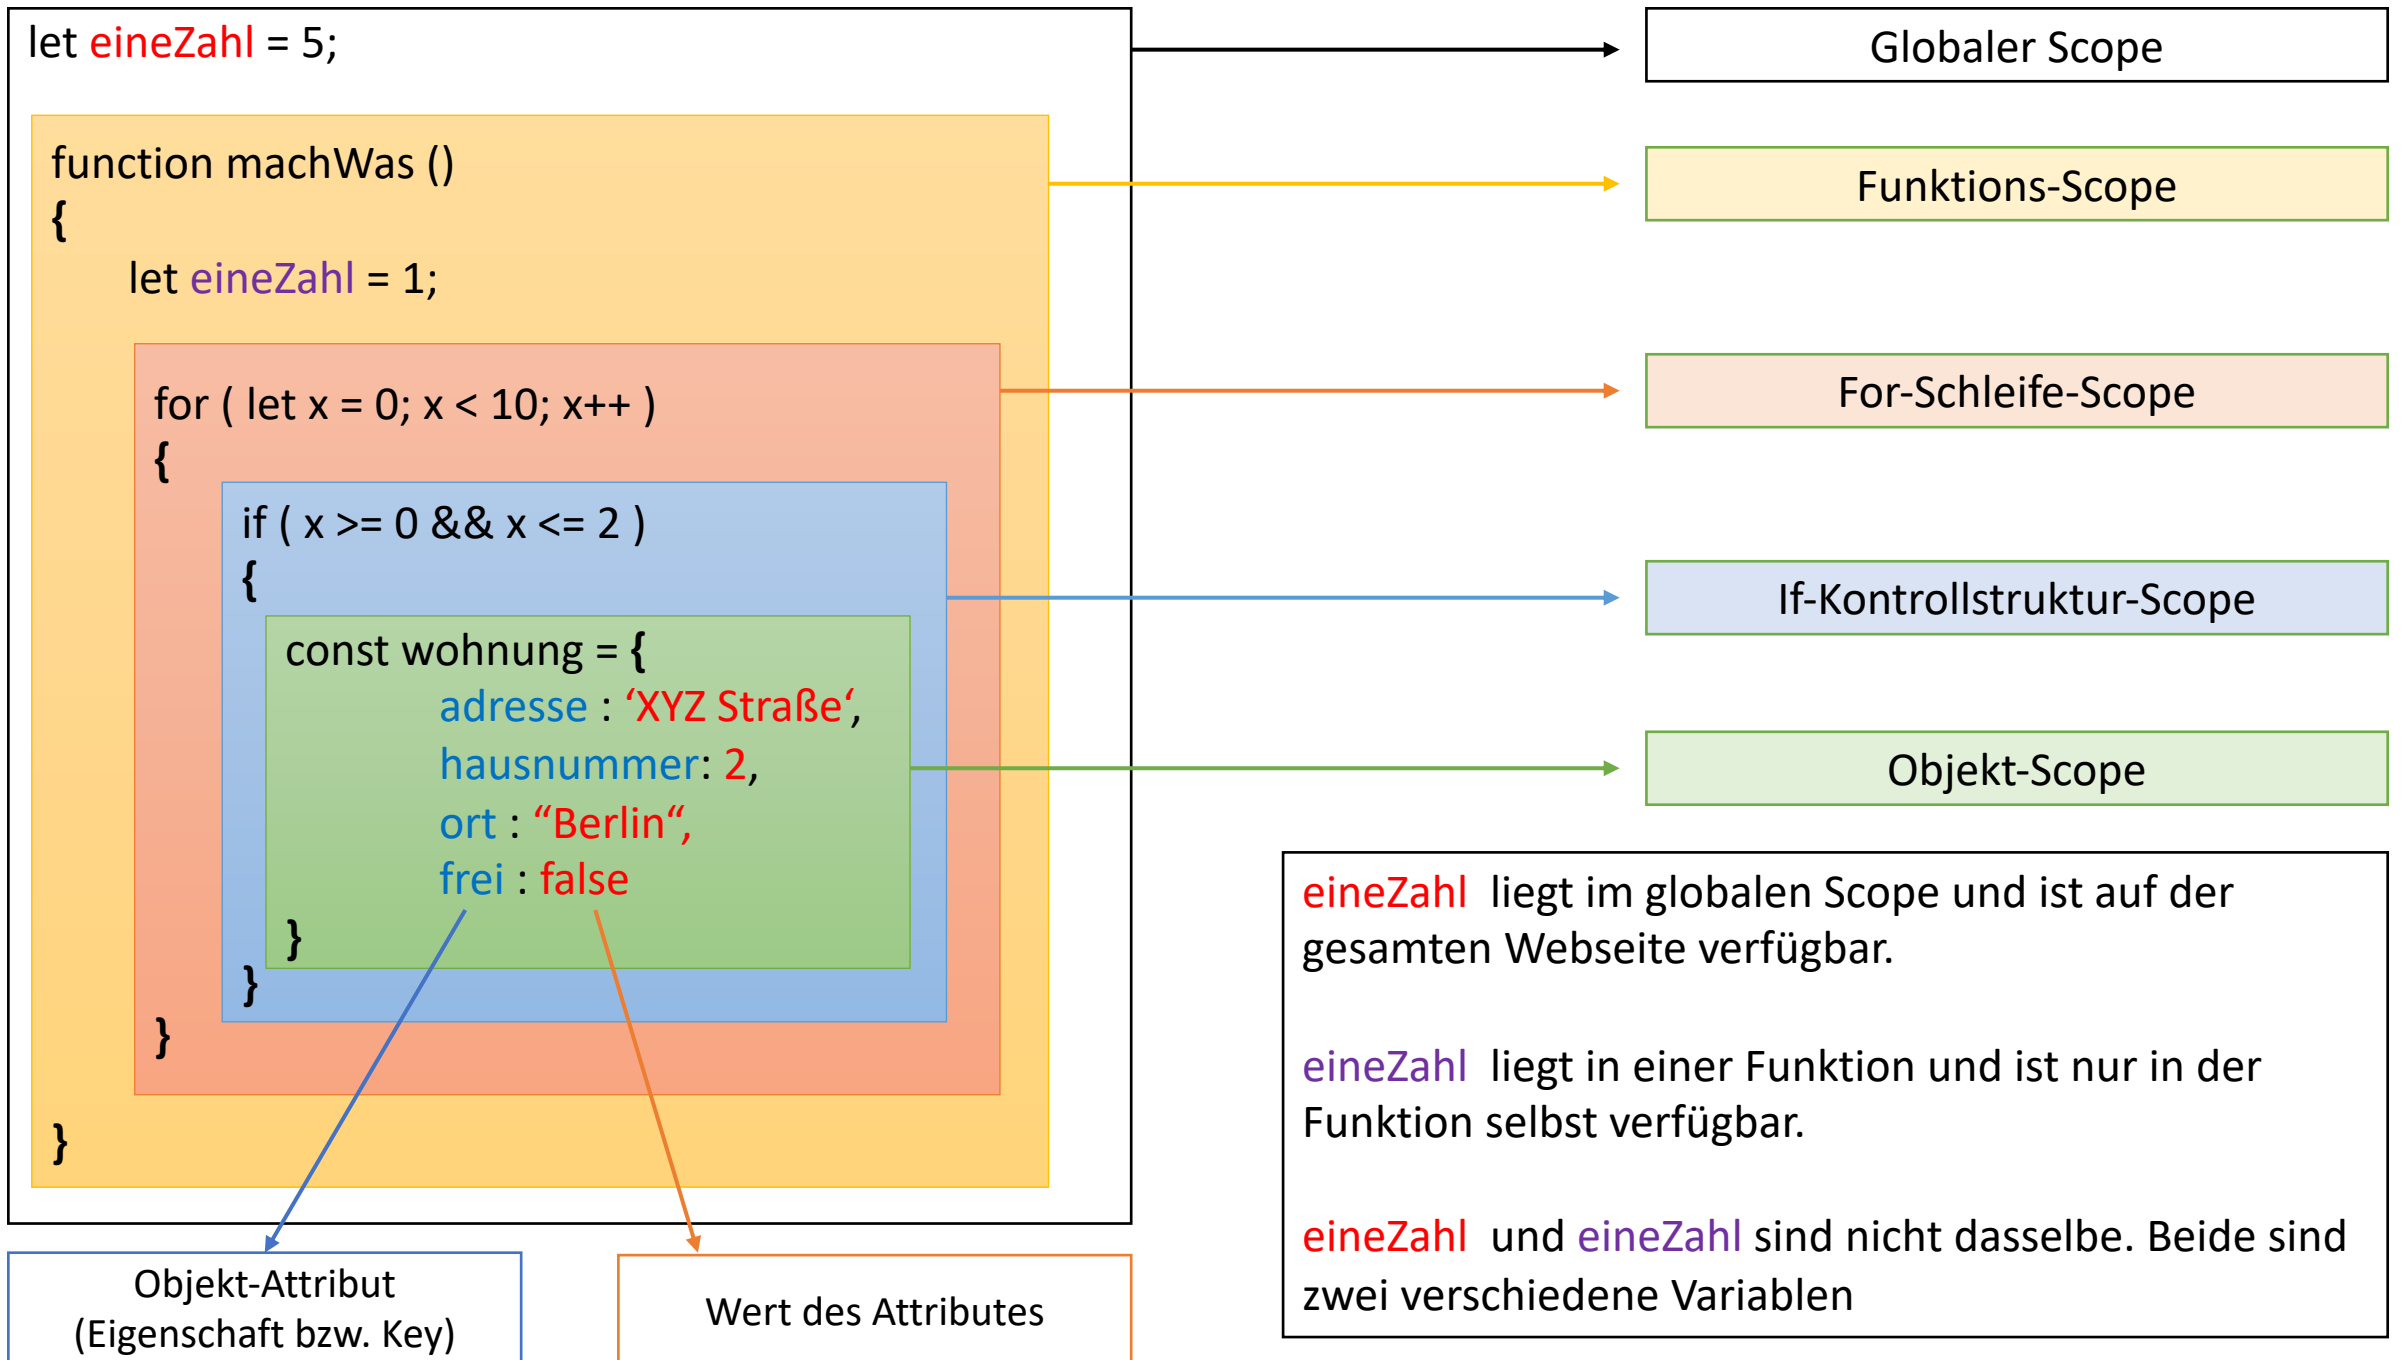 let eineZahl = 5;
function machWas ()
{
let eineZahl = 1;
for ( let x = 0; x < 10; x++ )
{
if ( x >= 0 && x <= 2 )
{
const wohnung = {
adresse : ‘XYZ Straße‘,
hausnummer: 2,
ort : “Berlin“,
frei : false
}
}
}
}
Objekt-Attribut
(Eigenschaft bzw. Key)
Wert des Attributes
Globaler Scope
Funktions-Scope
For-Schleife-Scope
If-Kontrollstruktur-Scope
Objekt-Scope
eineZahl liegt im globalen Scope und ist auf der
gesamten Webseite verfügbar.
eineZahl liegt in einer Funktion und ist nur in der
Funktion selbst verfügbar.
eineZahl und eineZahl sind nicht dasselbe. Beide sind
zwei verschiedene Variablen